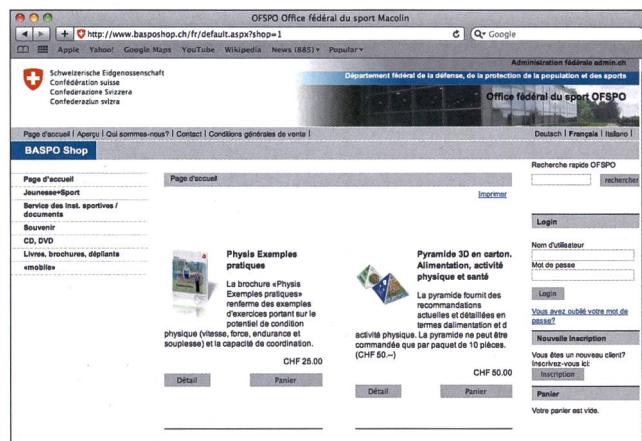 OFSPO Office fédéral du sport Macolin
http://www.basposhop.ch/fr/default.aspx?shop=1
Google
Apple Yahoo! Google Maps YouTube Wikipedia News (885) Popular
Administration fédérale admin.ch
Schweizerische Eidgenossenschaft
Confédération suisse
Confederazione Svizzera
Confederaziun svizra
Département fédéral de la défense, de la protection de la population et des sports
Office fédéral du sport OFSPO
Page d'accueil | Aperçu | Qui sommes-nous? | Contact | Conditions générales de vente |
Deutsch | Français | Italiano |
BASPO Shop
Page d'accueil
Jeunesse+Sport
Service des inst. sportives /
documents
Souvenir
CD, DVD
Livres, brochures, dépliants
«mobile»
Page d'accueil
Imprimer
Physis Exemples
pratiques
La brochure «Physis
Exemples pratiques»
renferme des exemples
d'exercices portant sur le
potentiel de condition
physique (vitesse, force, endurance et
souplesse) et la capacité de coordination.
CHF 25.00
Détail
Panier
Pyramide 3D en carton.
Alimentation, activité
physique et santé
La pyramide fournit des
recommandations
actuelles et détaillées en
termes dalimentation et d
activité physique. La pyramide ne peut être
commandée que par paquet de 10 pièces.
(CHF 50.–)
CHF 50.00
Détail
Panier
Recherche rapide OFSPO
rechercher
Login
Nom d'utilisateur
Mot de passe
Login
Vous avez oublié votre mot de
passe?
Nouvelle inscription
Vous êtes un nouveau client?
Inscrivez-vous ici:
Inscription
Panier
Votre panier est vide.